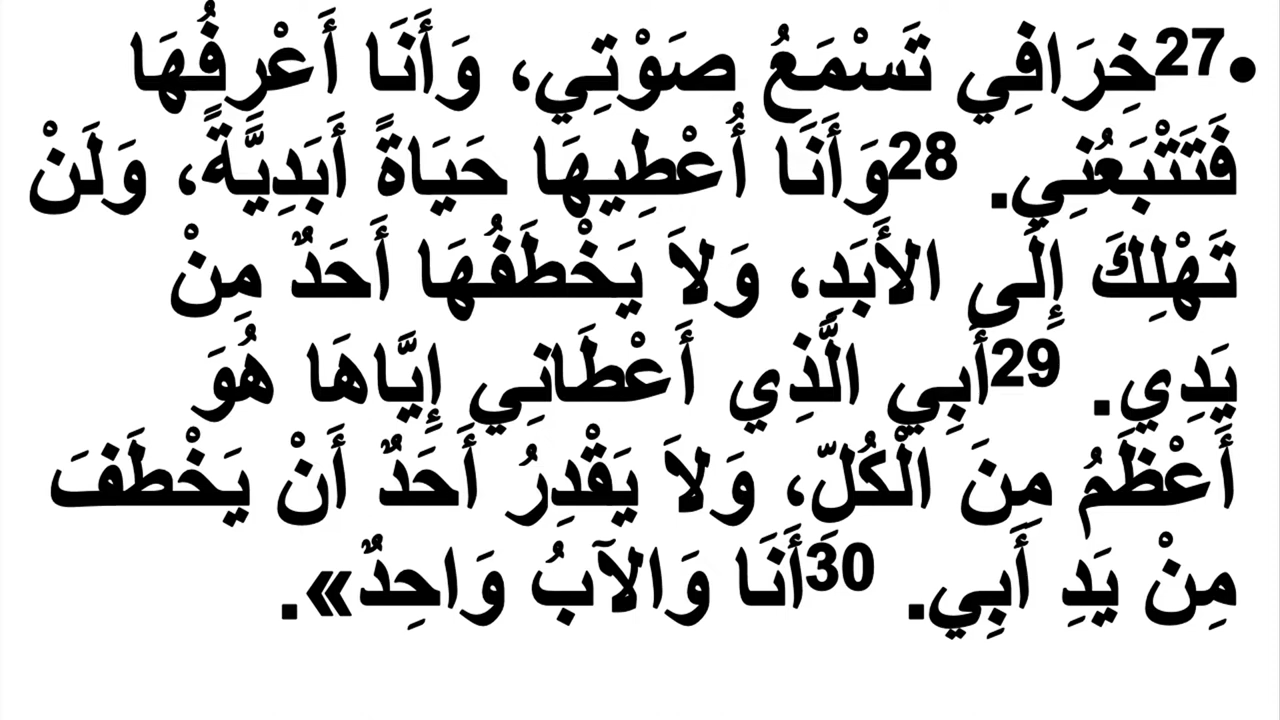 •27خِرَافِي تَسْمَعُ صَوْتِي، وَأَنَا أَعْرِفُهَا
فَتَتْبَعُنِي. 28وَأَنَا أُعْطِيهَا حَيَاةً أَبَدِيَّةً، وَلَنْ
تَهْلِكَ إِلَى الأَبَدِ، وَلاَ يَخْطَفُهَا أَحَدٌ مِنْ
يَدِي. 29أَبِي الَّذِي أَعْطَانِي إِيَّاهَا هُوَ
أَعْظَمُ مِنَ الْكُلِّ، وَلاَ يَقْدِرُ أَحَدٌ أَنْ يَخْطَفَ
مِنْ يَدِ أَبِي. 30أَنَا وَالآبُ وَاحِدٌ».